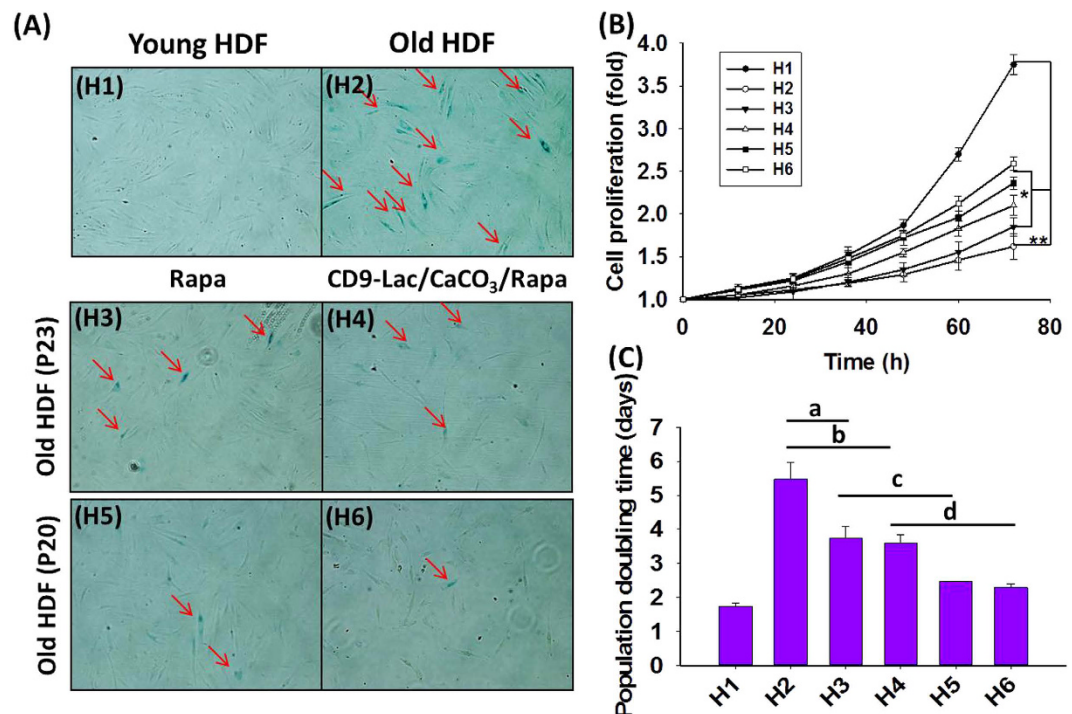 (A)
Young HDF
Old HDF
(H1)
(H2)
Rapa
CD9-Lac/CaCO₃/Rapa
Old HDF (P23)
(H3)
(H4)
Old HDF (P20)
(H5)
(H6)
(B)
Cell proliferation (fold)
4.0
3.5
3.0
2.5
2.0
1.5
1.0
H1
H2
H3
H4
H5
H6
*
**
0
20
40
60
80
Time (h)
(C)
Population doubling time (days)
7
6
5
4
3
2
1
0
a
b
c
d
H1
H2
H3
H4
H5
H6